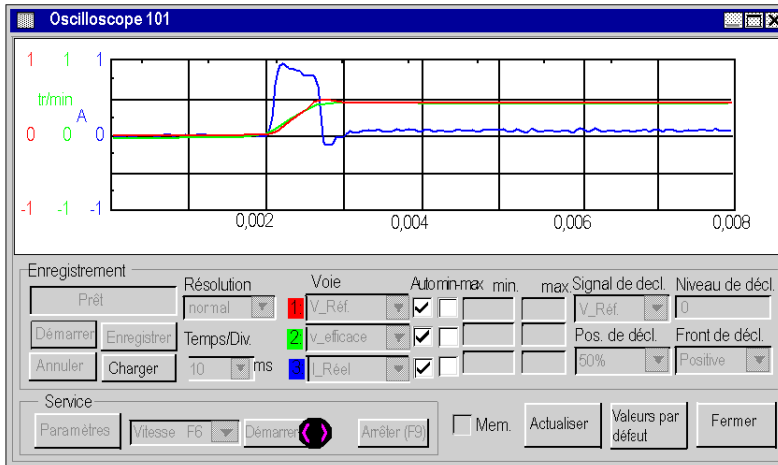 Oscilloscope 101
1 1 1
tr/min
A
0 0 0
-1 -1 -1
0,002 0,004 0,006 0,008
Enregistrement
Prêt
Démarrer Enregistrer
Annuler Charger
Résolution
normal
Temps/Div.
10 ms
Voie Auto min-max min. max.
1 V_Réf.
2 v_efficace
3 I_Réel
Signal de decl. Niveau de décl.
V_Réf. 0
Pos. de décl. Front de décl.
50% Positive
Service
Paramètres Vitesse F6 Démarrer Arrêter (F9)
Mem. Actualiser Valeurs par
défaut Fermer